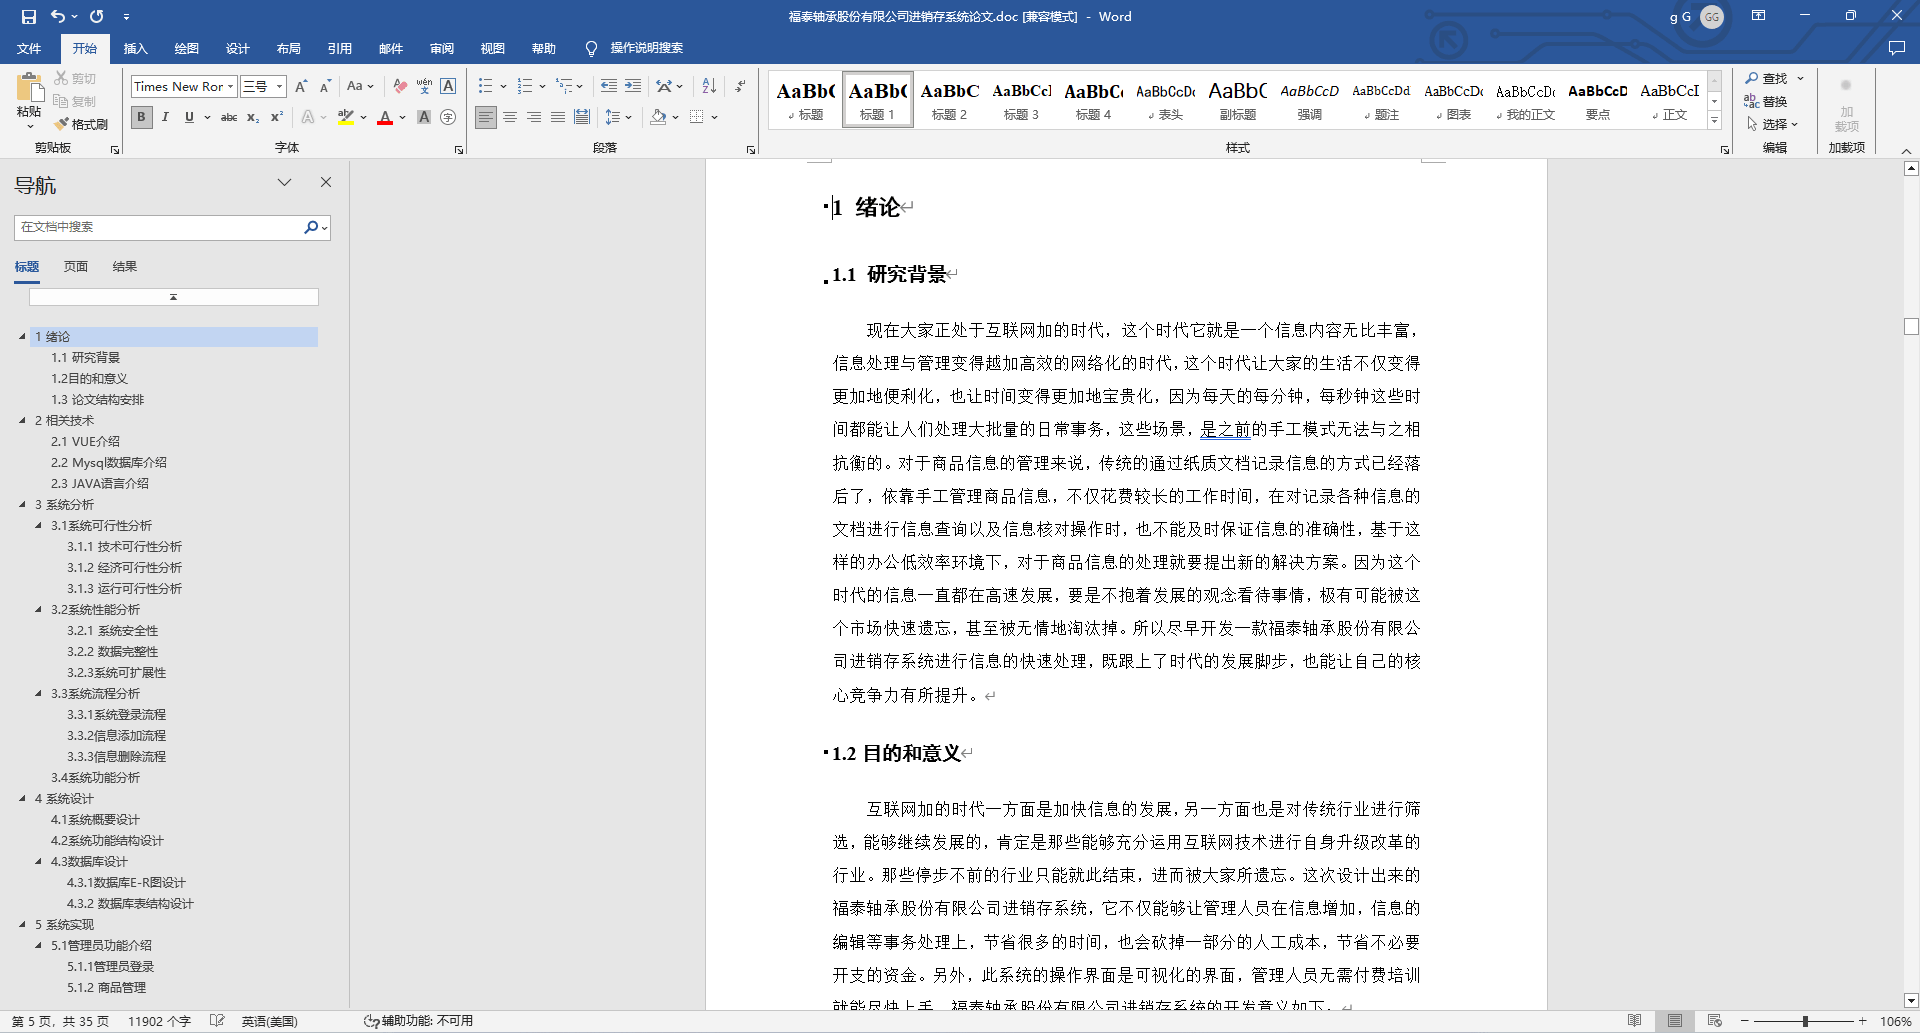 福泰轴承股份有限公司进销存系统论文.doc [兼容模式] - Word
g G
GG
文件 开始 插入 绘图 设计 布局 引用 邮件 审阅 视图 帮助 操作说明搜索
粘贴
剪切
复制
格式刷
剪贴板
Times New Ror 三号
字体
段落
AaBb( 标题
AaBb( 标题 1
AaBbC 标题 2
AaBbCcl 标题 3
AaBbC 标题 4
AaBbCcDc 表头
AaBbC 副标题
AaBbCcD 强调
AaBbCcDd 题注
AaBbCcDc 图表
AaBbCcDc 我的正文
AaBbCcD 要点
AaBbCcI 正文
样式
查找
替换
选择
编辑
加载项
加载项
导航
在文档中搜索
标题 页面 结果
1 绪论
1.1 研究背景
1.2目的和意义
1.3 论文结构安排
2 相关技术
2.1 VUE介绍
2.2 Mysql数据库介绍
2.3 JAVA语言介绍
3 系统分析
3.1系统可行性分析
3.1.1 技术可行性分析
3.1.2 经济可行性分析
3.1.3 运行可行性分析
3.2系统性能分析
3.2.1 系统安全性
3.2.2 数据完整性
3.2.3系统可扩展性
3.3系统流程分析
3.3.1系统登录流程
3.3.2信息添加流程
3.3.3信息删除流程
3.4系统功能分析
4 系统设计
4.1系统概要设计
4.2系统功能结构设计
4.3数据库设计
4.3.1数据库E-R图设计
4.3.2 数据库表结构设计
5 系统实现
5.1管理员功能介绍
5.1.1管理员登录
5.1.2 商品管理
1 绪论
1.1 研究背景
现在大家正处于互联网加的时代，这个时代它就是一个信息内容无比丰富，
信息处理与管理变得越加高效的网络化的时代，这个时代让大家的生活不仅变得
更加地便利化，也让时间变得更加地宝贵化，因为每天的每分钟，每秒钟这些时
间都能让人们处理大批量的日常事务，这些场景，是之前的手工模式无法与之相
抗衡的。对于商品信息的管理来说，传统的通过纸质文档记录信息的方式已经落
后了，依靠手工管理商品信息，不仅花费较长的工作时间，在对记录各种信息的
文档进行信息查询以及信息核对操作时，也不能及时保证信息的准确性，基于这
样的办公低效率环境下，对于商品信息的处理就要提出新的解决方案。因为这个
时代的信息一直都在高速发展，要是不抱着发展的观念看待事情，极有可能被这
个市场快速遗忘，甚至被无情地淘汰掉。所以尽早开发一款福泰轴承股份有限公
司进销存系统进行信息的快速处理，既跟上了时代的发展脚步，也能让自己的核
心竞争力有所提升。
1.2 目的和意义
互联网加的时代一方面是加快信息的发展，另一方面也是对传统行业进行筛
选，能够继续发展的，肯定是那些能够充分运用互联网技术进行自身升级改革的
行业。那些停步不前的行业只能就此结束，进而被大家所遗忘。这次设计出来的
福泰轴承股份有限公司进销存系统，它不仅能够让管理人员在信息增加，信息的
编辑等事务处理上，节省很多的时间，也会砍掉一部分的人工成本，节省不必要
开支的资金。另外，此系统的操作界面是可视化的界面，管理人员无需付费培训
就能尽快上手。福泰轴承股份有限公司进销存系统的开发意义如下：
第 5 页，共 35 页 11902 个字 英语(美国) 辅助功能: 不可用 106%